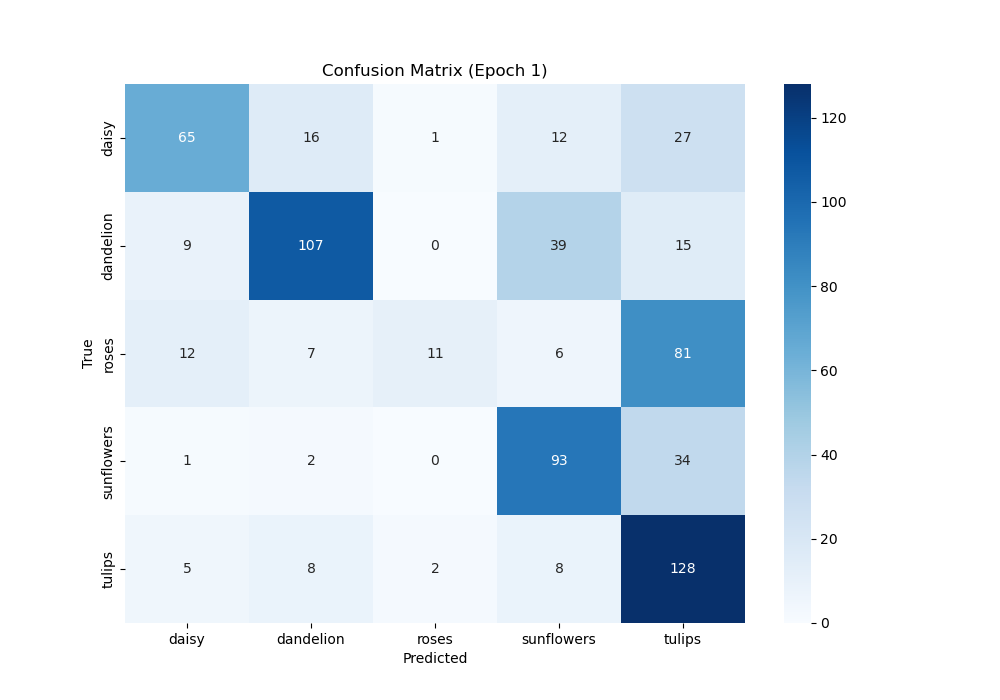 Confusion Matrix (Epoch 1)
True
daisy 65 16 1 12 27
dandelion 9 107 0 39 15
roses 12 7 11 6 81
sunflowers 1 2 0 93 34
tulips 5 8 2 8 128
daisy dandelion roses sunflowers tulips
Predicted
120
100
80
60
40
20
0